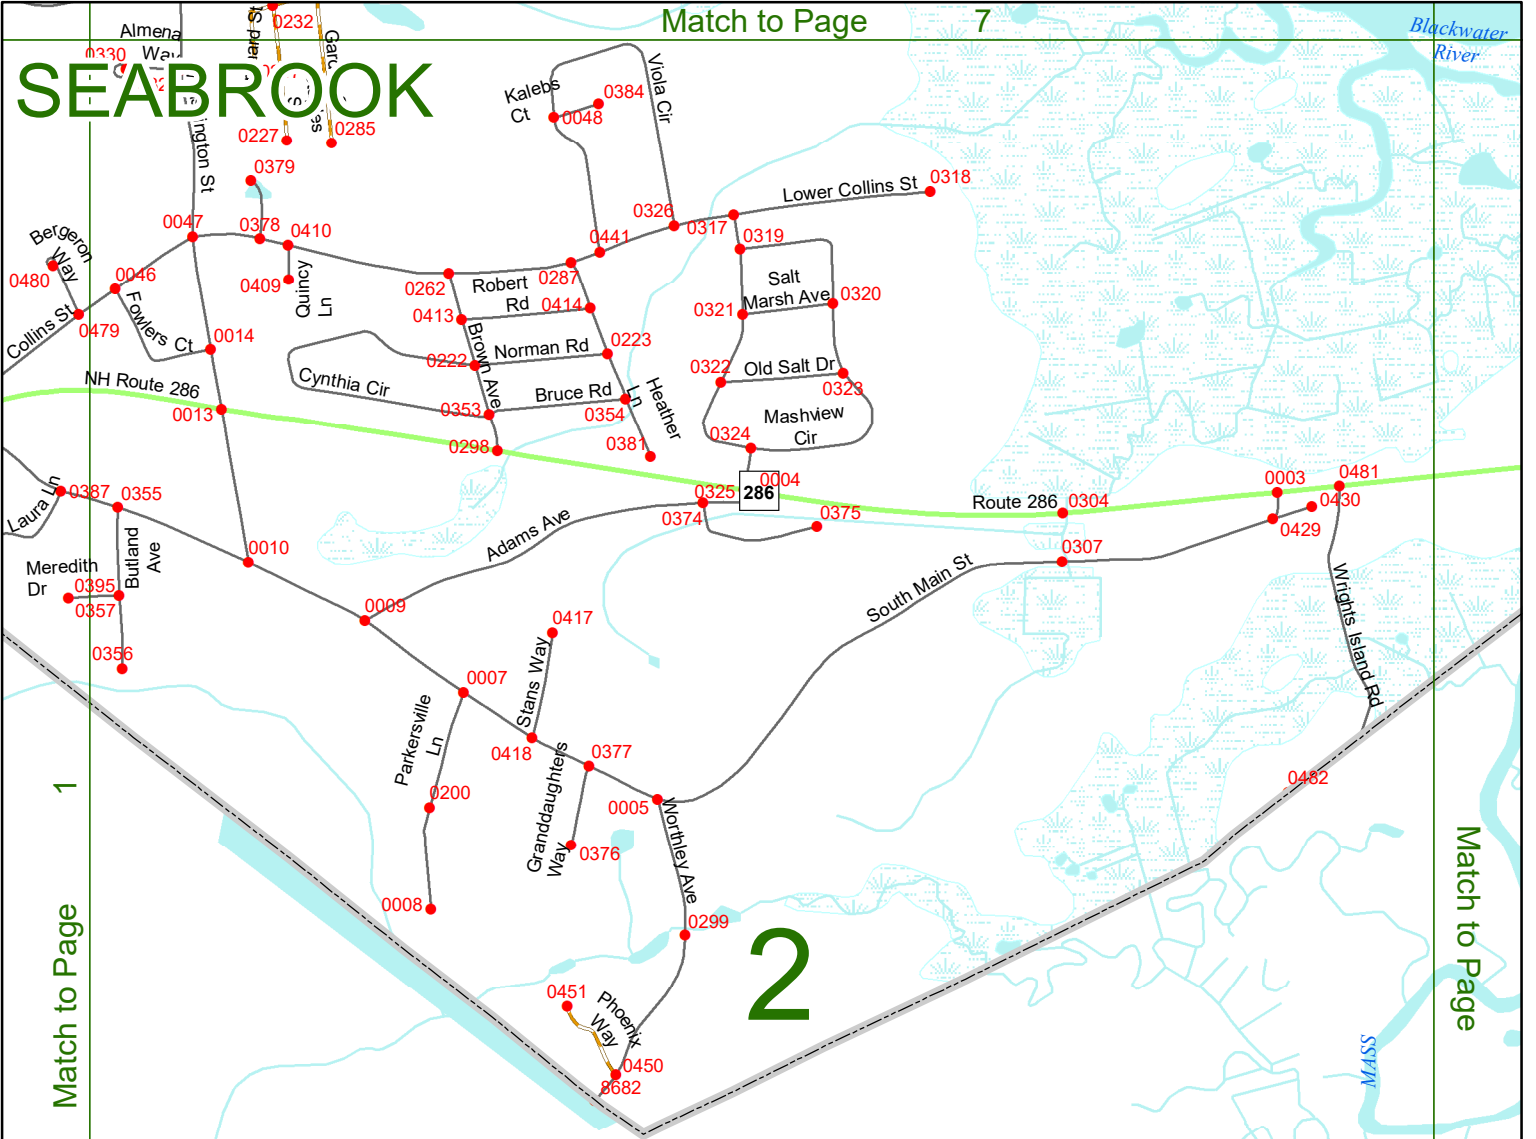 Match to Page
7
Blackwater
River
SEABROOK
Almena
Way
0330
0232
0227
0285
0379
Kalebs
Ct
0384
0048
Viola Cir
Lower Collins St
0318
0326
0317
0319
0047
0378
0410
0441
Bergeron
Way
0480
0046
0409
Quincy
Ln
0262
Robert
Rd
0287
0414
0413
Salt
Marsh Ave
0320
0321
Collins St
0479
Fowlers Ct
0014
Brown Ave
0222
Norman Rd
0223
0322
Old Salt Dr
0323
NH Route 286
0013
Cynthia Cir
0353
Bruce Rd
0354
Heather
Ln
0381
0298
Mashview
Cir
0324
0004
286
0325
0374
0375
Route 286
0304
0003
0481
0430
0429
Laura Ln
0387
0355
Butland
Ave
0010
Adams Ave
0307
South Main St
Wrights Island Rd
Meredith
Dr
0395
0357
0356
0009
0417
Stans Way
0007
Parkersville
Ln
0418
0377
Granddaughters
Way
0005
0200
0376
Worthley Ave
0482
0008
0299
1
Match to Page
2
0451
Phoenix
Way
0450
8682
Match to Page
MASS